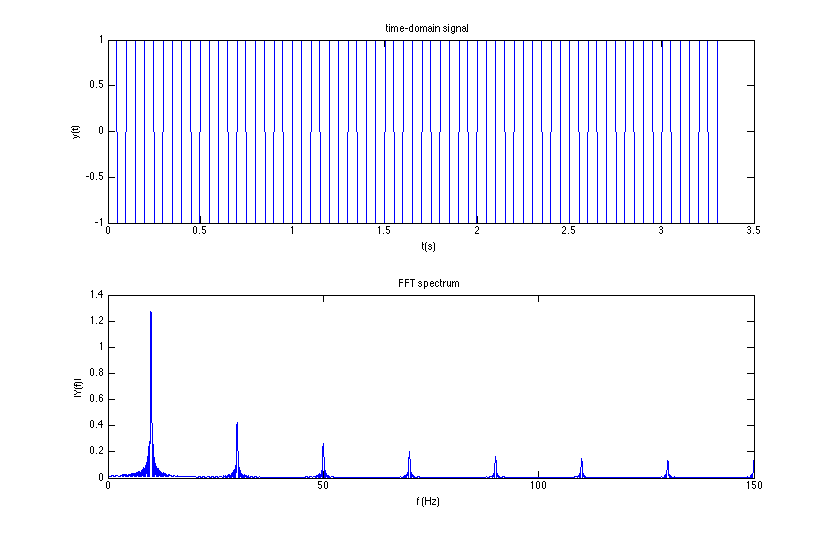 time-domain signal
1
0.5
0
-0.5
-1
y(t)
0 0.5 1 1.5 2 2.5 3 3.5
t(s)
FFT spectrum
1.4
1.2
1
0.8
0.6
0.4
0.2
0
|Y(f)|
0 50 100 150
f (Hz)